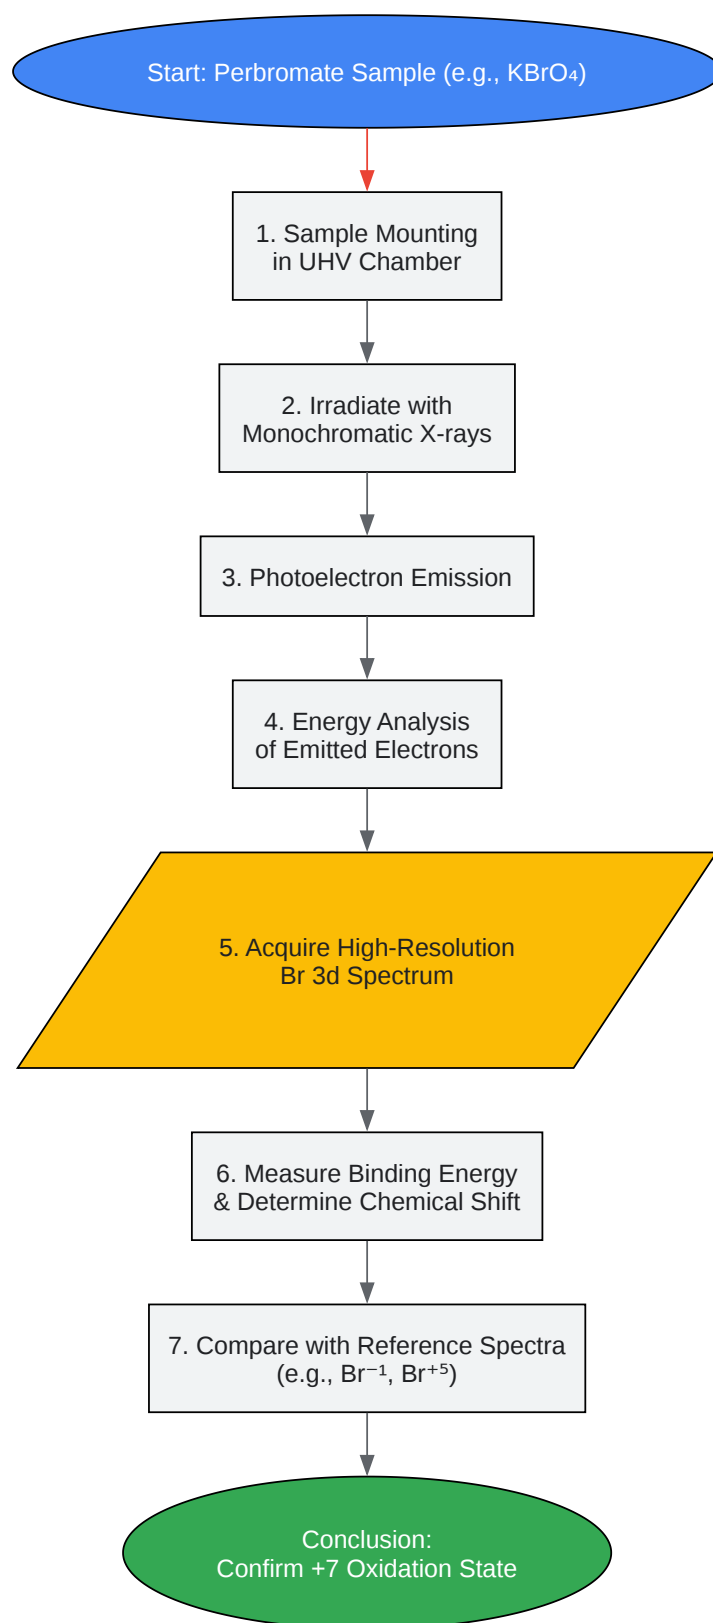 Start: Perbromate Sample (e.g., KBrO₄)
1. Sample Mounting
in UHV Chamber
2. Irradiate with
Monochromatic X-rays
3. Photoelectron Emission
4. Energy Analysis
of Emitted Electrons
5. Acquire High-Resolution
Br 3d Spectrum
6. Measure Binding Energy
& Determine Chemical Shift
7. Compare with Reference Spectra
(e.g., Br⁻¹, Br⁺⁵)
Conclusion:
Confirm +7 Oxidation State